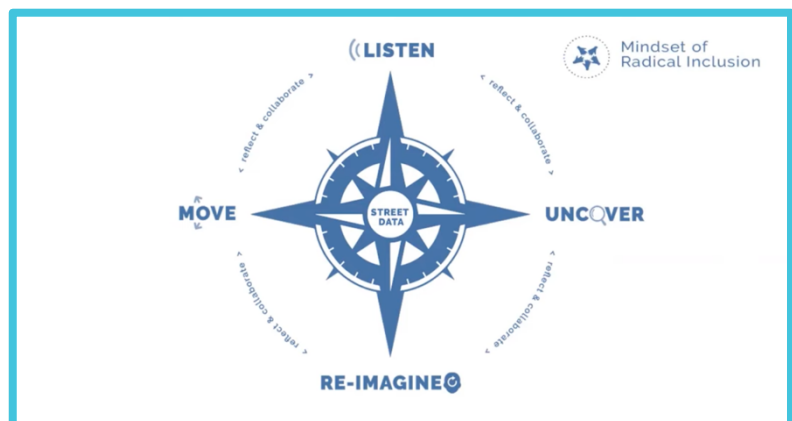 LISTEN
Mindset of
Radical Inclusion
< reflect & collaborate >
< reflect & collaborate >
MOVE
STREET
DATA
UNCOVER
< reflect & collaborate >
< reflect & collaborate >
RE-IMAGINE